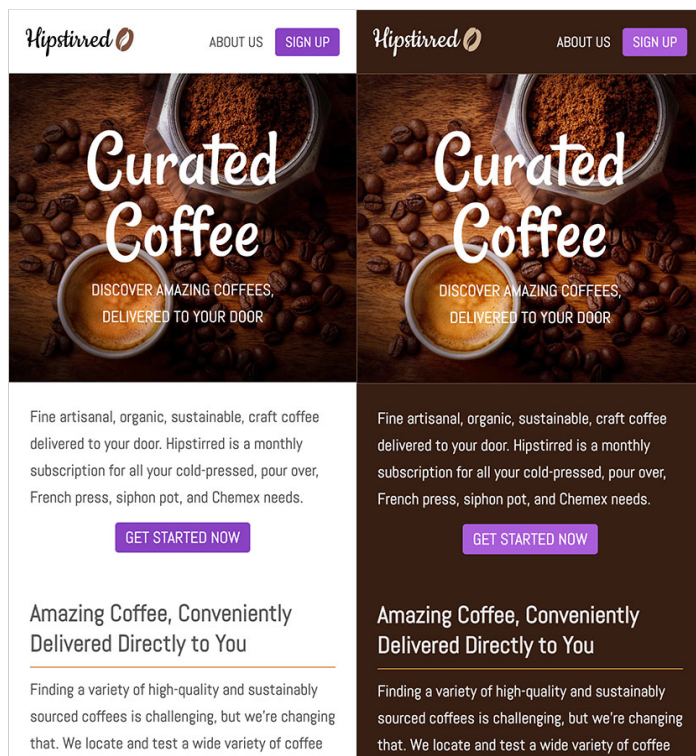 Hipstirred
ABOUT US
SIGN UP
Curated
Coffee
DISCOVER AMAZING COFFEES,
DELIVERED TO YOUR DOOR
Fine artisanal, organic, sustainable, craft coffee
delivered to your door. Hipstirred is a monthly
subscription for all your cold-pressed, pour over,
French press, siphon pot, and Chemex needs.
GET STARTED NOW
Amazing Coffee, Conveniently
Delivered Directly to You
Finding a variety of high-quality and sustainably
sourced coffees is challenging, but we're changing
that. We locate and test a wide variety of coffee
Hipstirred
ABOUT US
SIGN UP
Curated
Coffee
DISCOVER AMAZING COFFEES,
DELIVERED TO YOUR DOOR
Fine artisanal, organic, sustainable, craft coffee
delivered to your door. Hipstirred is a monthly
subscription for all your cold-pressed, pour over,
French press, siphon pot, and Chemex needs.
GET STARTED NOW
Amazing Coffee, Conveniently
Delivered Directly to You
Finding a variety of high-quality and sustainably
sourced coffees is challenging, but we're changing
that. We locate and test a wide variety of coffee